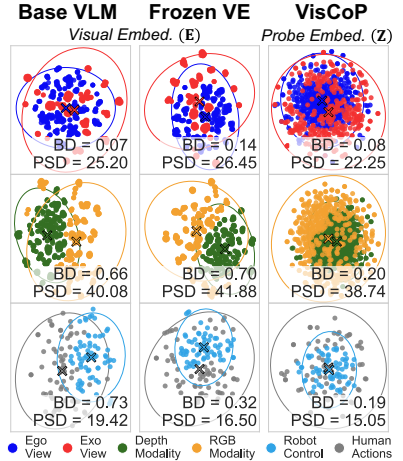 Base VLM Frozen VE VisCoP
Visual Embed. (E) Probe Embed. (Z)
BD = 0.07 BD = 0.14 BD = 0.08
PSD = 25.20 PSD = 26.45 PSD = 22.25
BD = 0.66 BD = 0.70 BD = 0.20
PSD = 40.08 PSD = 41.88 PSD = 38.74
BD = 0.73 BD = 0.32 BD = 0.19
PSD = 19.42 PSD = 16.50 PSD = 15.05
Ego Exo Depth RGB Robot Human
View View Modality Modality Control Actions